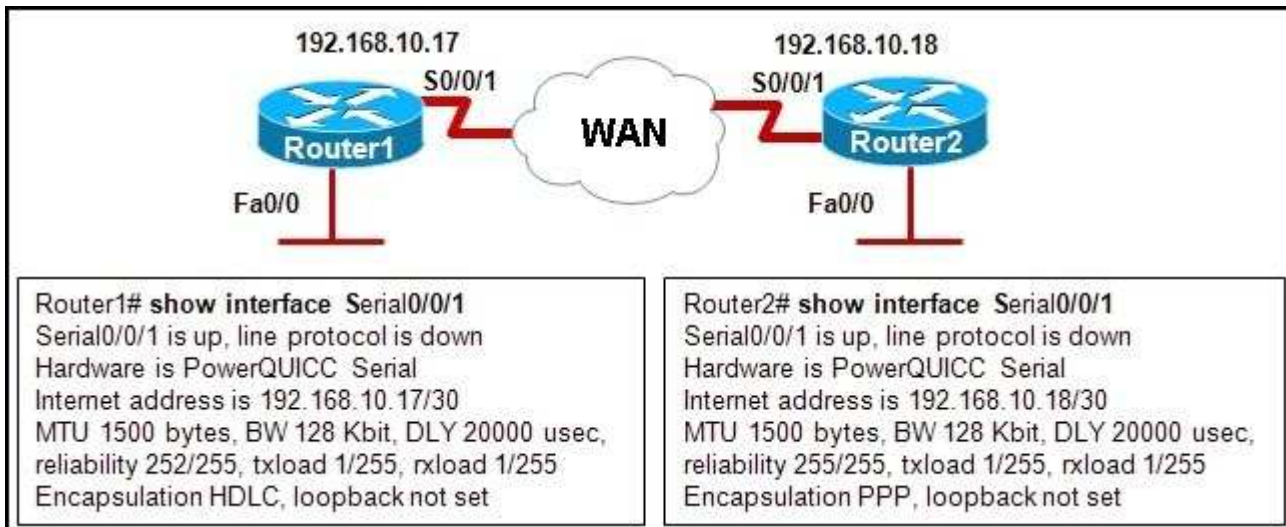 192.168.10.17
192.168.10.18
S0/0/1
S0/0/1
Router1
WAN
Router2
Fa0/0
Fa0/0
Router1# show interface Serial0/0/1
Serial0/0/1 is up, line protocol is down
Hardware is PowerQUICC Serial
Internet address is 192.168.10.17/30
MTU 1500 bytes, BW 128 Kbit, DLY 20000 usec,
reliability 252/255, txload 1/255, rxload 1/255
Encapsulation HDLC, loopback not set
Router2# show interface Serial0/0/1
Serial0/0/1 is up, line protocol is down
Hardware is PowerQUICC Serial
Internet address is 192.168.10.18/30
MTU 1500 bytes, BW 128 Kbit, DLY 20000 usec,
reliability 255/255, txload 1/255, rxload 1/255
Encapsulation PPP, loopback not set